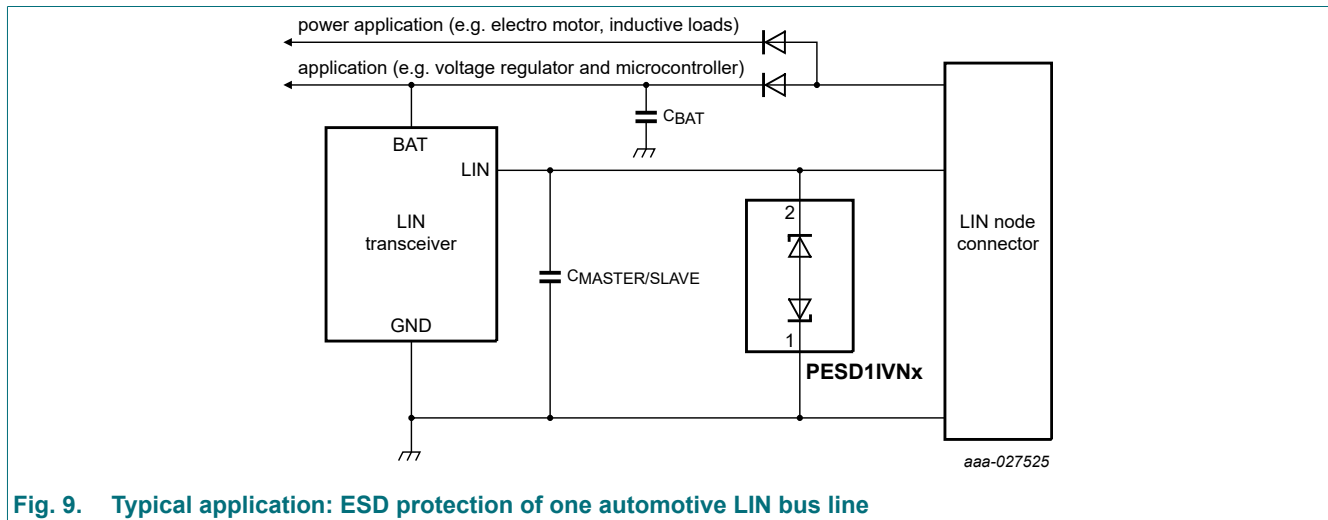 power application (e.g. electro motor, inductive loads)
application (e.g. voltage regulator and microcontroller)
CBAT
BAT
LIN
LIN
transceiver
GND
CMASTER/SLAVE
2
1
PESD1IVNx
LIN node
connector
aaa-027525
Fig. 9. Typical application: ESD protection of one automotive LIN bus line